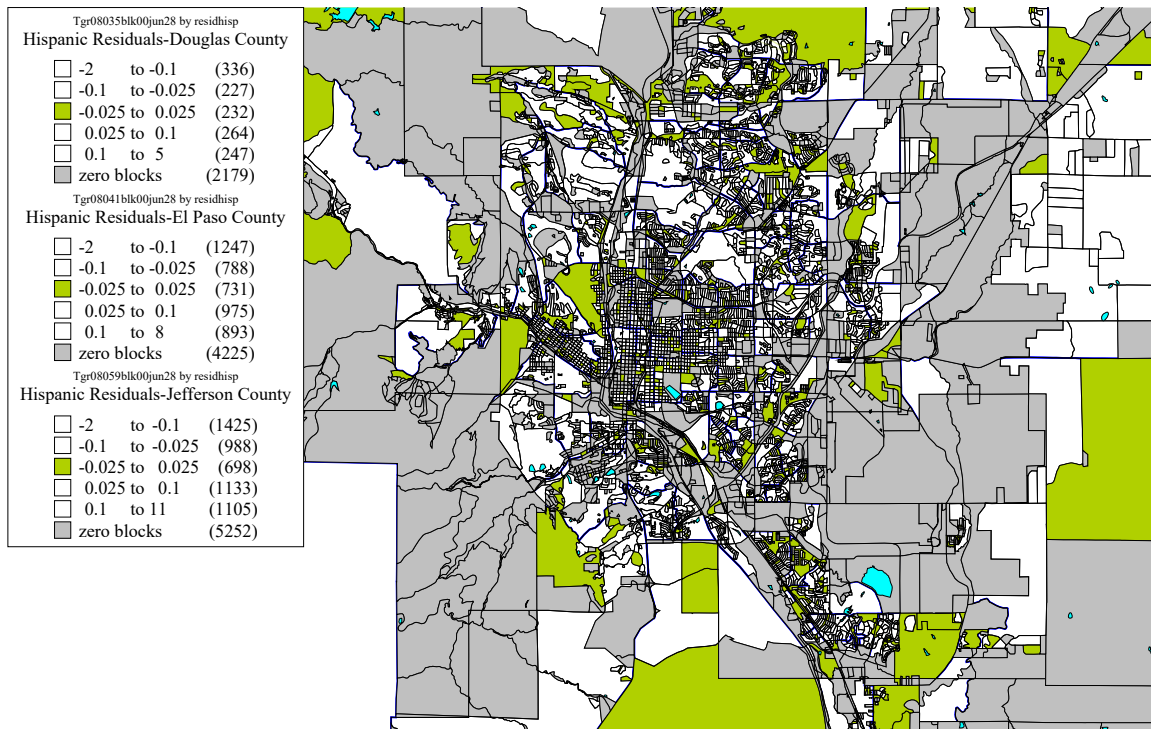 Tgr08035blk00jun28 by residhisp
Hispanic Residuals-Douglas County
-2 to -0.1 (336)
-0.1 to -0.025 (227)
-0.025 to 0.025 (232)
0.025 to 0.1 (264)
0.1 to 5 (247)
zero blocks (2179)
Tgr08041blk00jun28 by residhisp
Hispanic Residuals-El Paso County
-2 to -0.1 (1247)
-0.1 to -0.025 (788)
-0.025 to 0.025 (731)
0.025 to 0.1 (975)
0.1 to 8 (893)
zero blocks (4225)
Tgr08059blk00jun28 by residhisp
Hispanic Residuals-Jefferson County
-2 to -0.1 (1425)
-0.1 to -0.025 (988)
-0.025 to 0.025 (698)
0.025 to 0.1 (1133)
0.1 to 11 (1105)
zero blocks (5252)